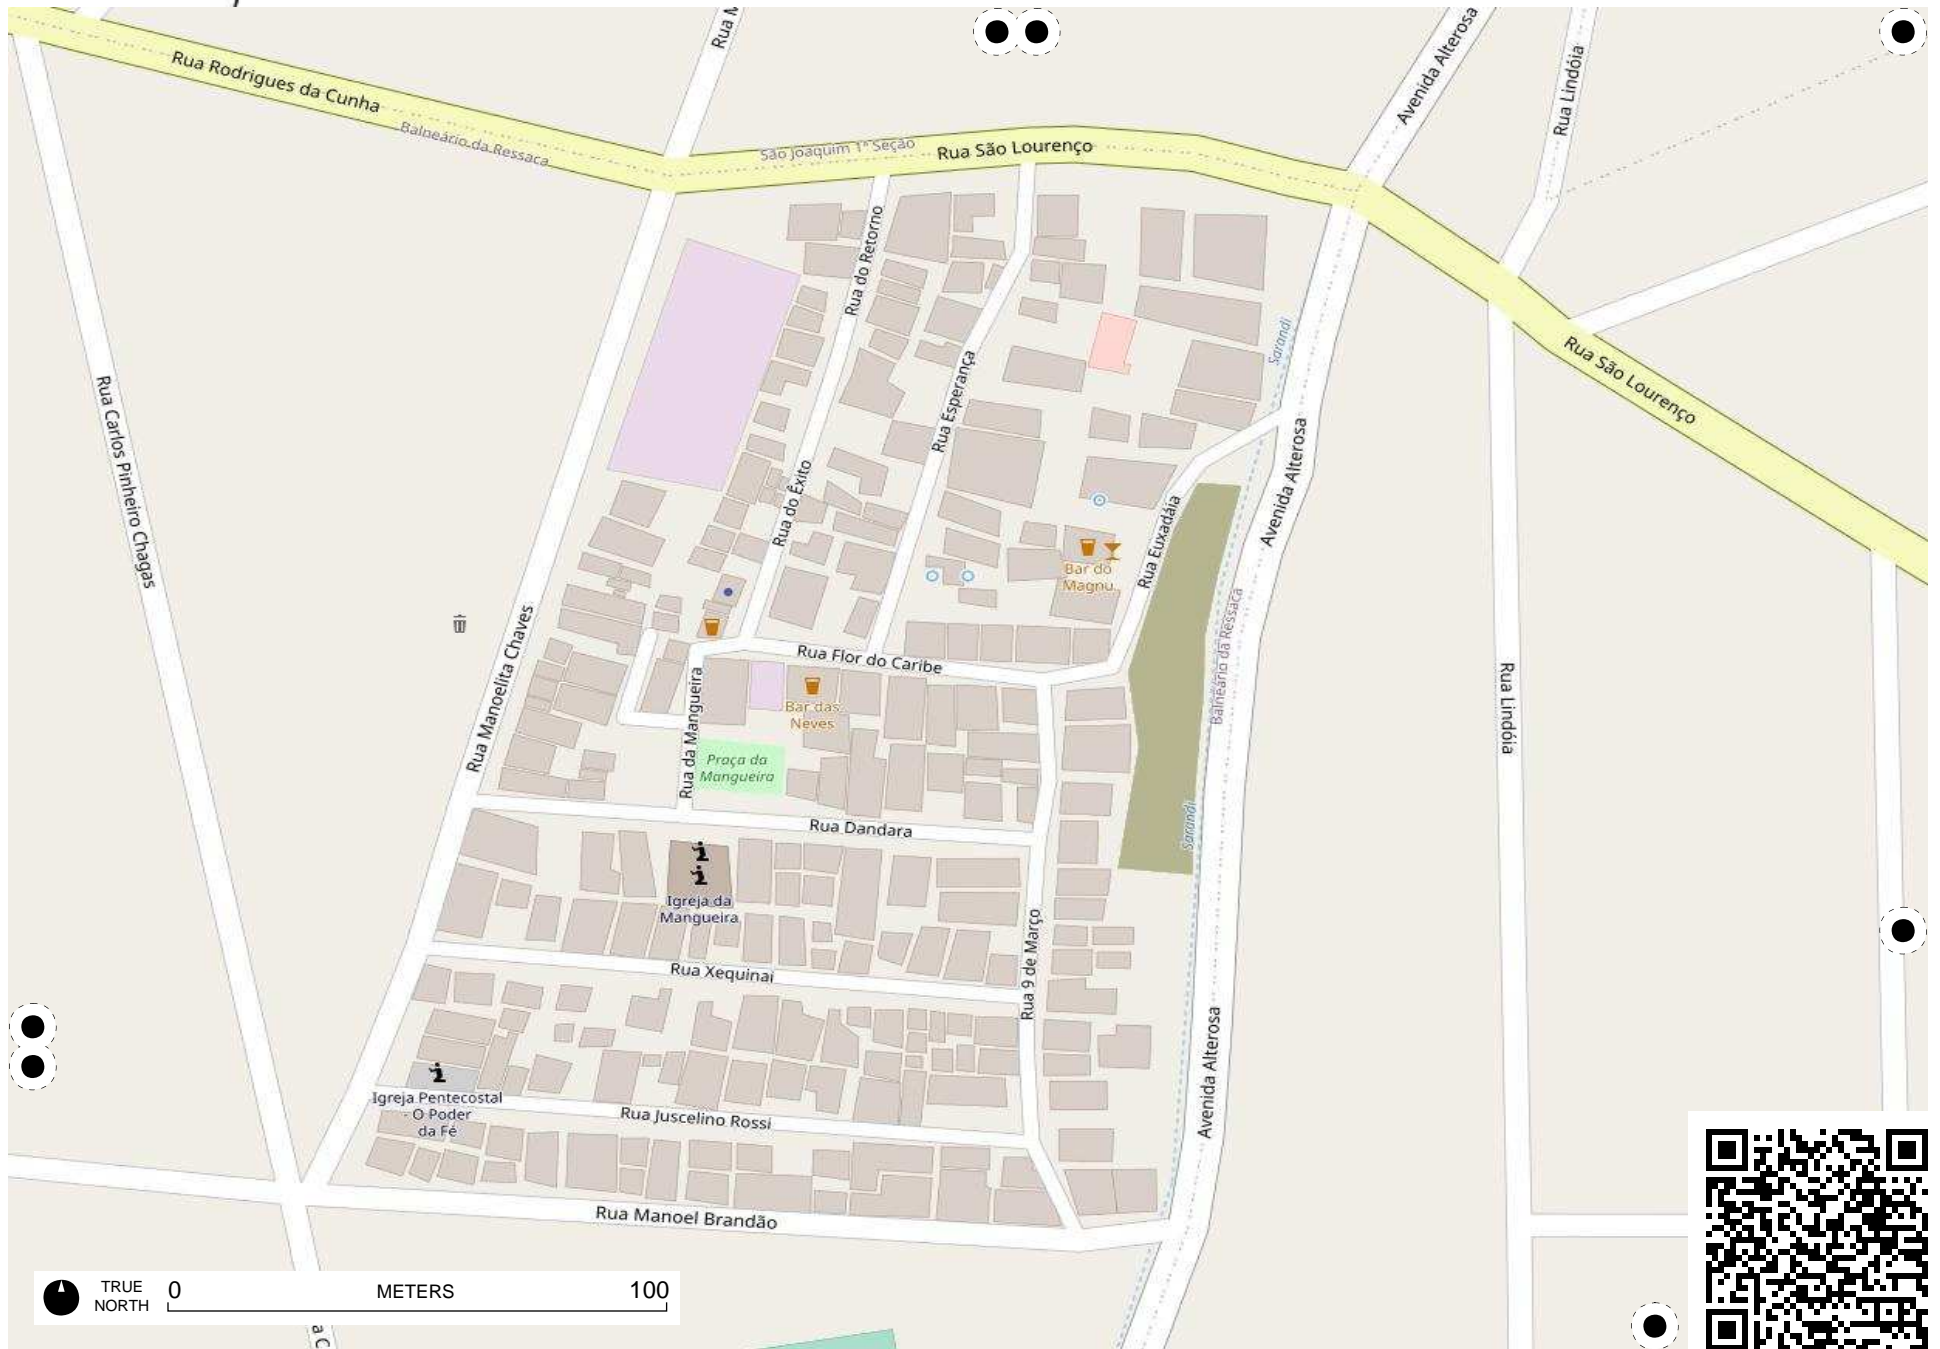 Rua M
Rua Rodrigues da Cunha
Balneário da Ressaca
São Joaquim 1ª Seção
Rua São Lourenço
Avenida Alterosa
Rua Lindóia
Rua do Retorno
Rua Esperança
Sarandi
Rua São Lourenço
Rua Carlos Pinheiro Chagas
Rua do Êxito
Avenida Alterosa
Rua Euxadáia
Bar do
Magnu
Rua Manoelita Chaves
Rua Flor do Caribe
Balneário da Ressaca
Rua da Mangueira
Bar das
Neves
Rua Lindóia
Praça da
Mangueira
Rua Dandara
Sarandi
Igreja da
Mangueira
Rua Xequinai
Rua 9 de Março
Avenida Alterosa
Igreja Pentecostal
- O Poder
da Fé
Rua Juscelino Rossi
Rua Manoel Brandão
TRUE
NORTH
0 METERS 100
a C